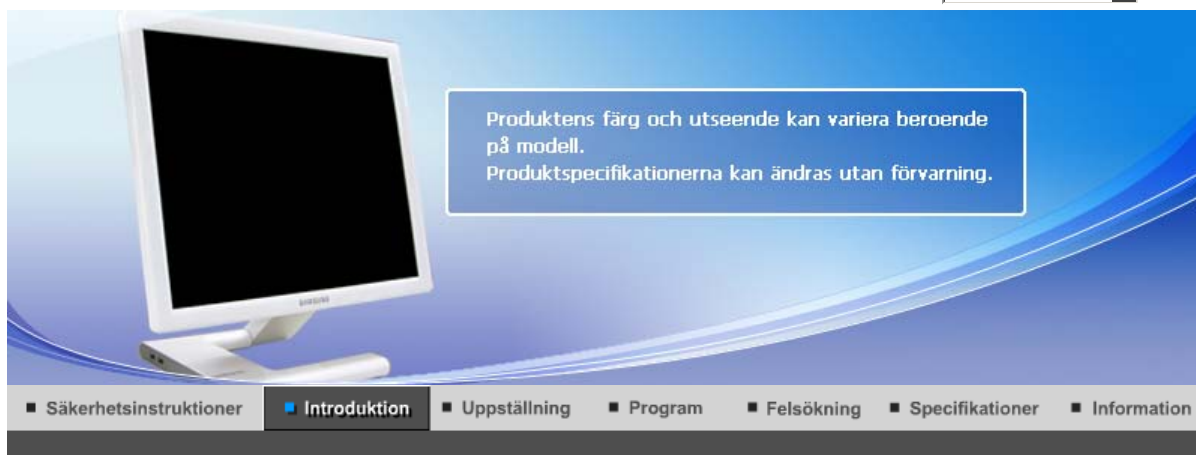 Produktens färg och utseende kan variera beroende
på modell.
Produktspecifikationerna kan ändras utan förvarning.
SAMSUNG
Säkerhetsinstruktioner
Introduktion
Uppställning
Program
Felsökning
Specifikationer
Information